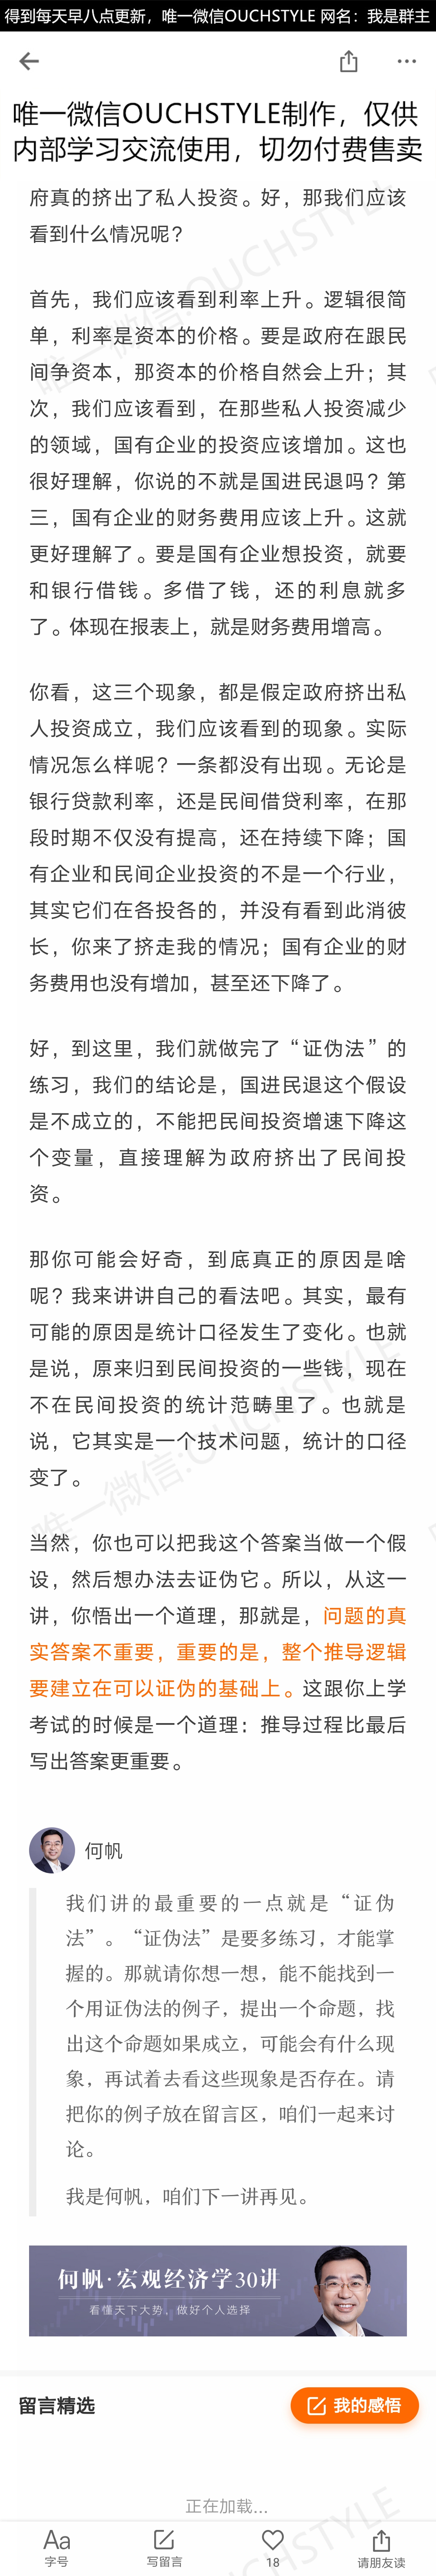 得到每天早八点更新，唯一微信OUCHSTYLE 网名：我是群主
唯一微信OUCHSTYLE制作，仅供
内部学习交流使用，切勿付费售卖
府真的挤出了私人投资。好，那我们应该
看到什么情况呢？
首先，我们应该看到利率上升。逻辑很简
单，利率是资本的价格。要是政府在跟民
间争资本，那资本的价格自然会上升；其
次，我们应该看到，在那些私人投资减少
的领域，国有企业的投资应该增加。这也
很好理解，你说的不就是国进民退吗？第
三，国有企业的财务费用应该上升。这就
更好理解了。要是国有企业想投资，就要
和银行借钱。多借了钱，还的利息就多
了。体现在报表上，就是财务费用增高。
你看，这三个现象，都是假定政府挤出私
人投资成立，我们应该看到的现象。实际
情况怎么样呢？一条都没有出现。无论是
银行贷款利率，还是民间借贷利率，在那
段时期不仅没有提高，还在持续下降；国
有企业和民间企业投资的不是一个行业，
其实它们在各投各的，并没有看到此消彼
长，你来了挤走我的情况；国有企业的财
务费用也没有增加，甚至还下降了。
好，到这里，我们就做完了“证伪法”的
练习，我们的结论是，国进民退这个假设
是不成立的，不能把民间投资增速下降这
个变量，直接理解为政府挤出了民间投
资。
那你可能会好奇，到底真正的原因是啥
呢？我来讲讲自己的看法吧。其实，最有
可能的原因是统计口径发生了变化。也就
是说，原来归到民间投资的一些钱，现在
不在民间投资的统计范畴里了。也就是
说，它其实是一个技术问题，统计的口径
变了。
当然，你也可以把我这个答案当做一个假
设，然后想办法去证伪它。所以，从这一
讲，你悟出一个道理，那就是，问题的真
实答案不重要，重要的是，整个推导逻辑
要建立在可以证伪的基础上。这跟你上学
考试的时候是一个道理：推导过程比最后
写出答案更重要。
何帆
我们讲的最重要的一点就是“证伪
法”。“证伪法”是要多练习，才能掌
握的。那就请你想一想，能不能找到一
个用证伪法的例子，提出一个命题，找
出这个命题如果成立，可能会有什么现
象，再试着去看这些现象是否存在。请
把你的例子放在留言区，咱们一起来讨
论。
我是何帆，咱们下一讲再见。
何帆·宏观经济学30讲
看懂天下大势、做好个人选择
留言精选
我的感悟
正在加载...
Aa
字号
写留言
18
请朋友读
唯一微信:OUCHSTYLE
唯一微信:OUCHSTYLE